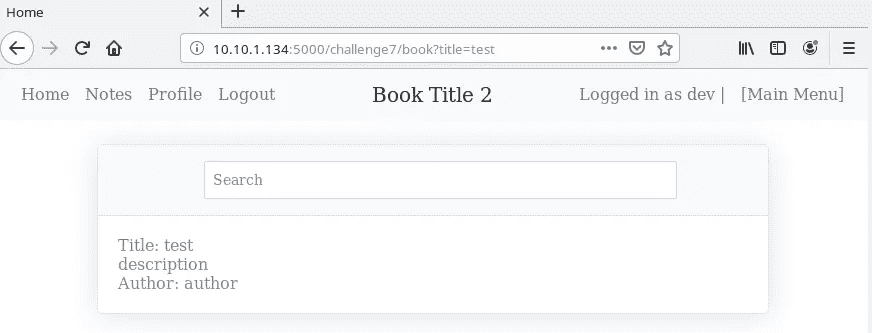 Home
10.10.1.134:5000/challenge7/book?title=test
Home Notes Profile Logout Book Title 2 Logged in as dev | [Main Menu]
Search
Title: test
description
Author: author